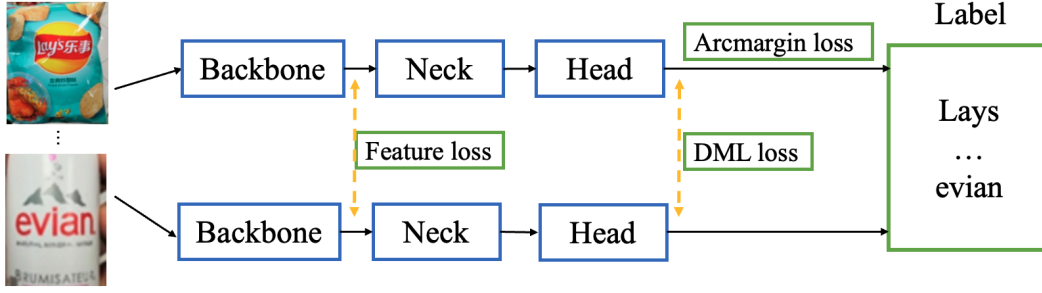 Label
Arcmargin loss
Lay's乐事
Backbone
Neck
Head
Lays
...
Feature loss
DML loss
...
evian
evian.
Backbone
Neck
Head
BRUMISATEUR